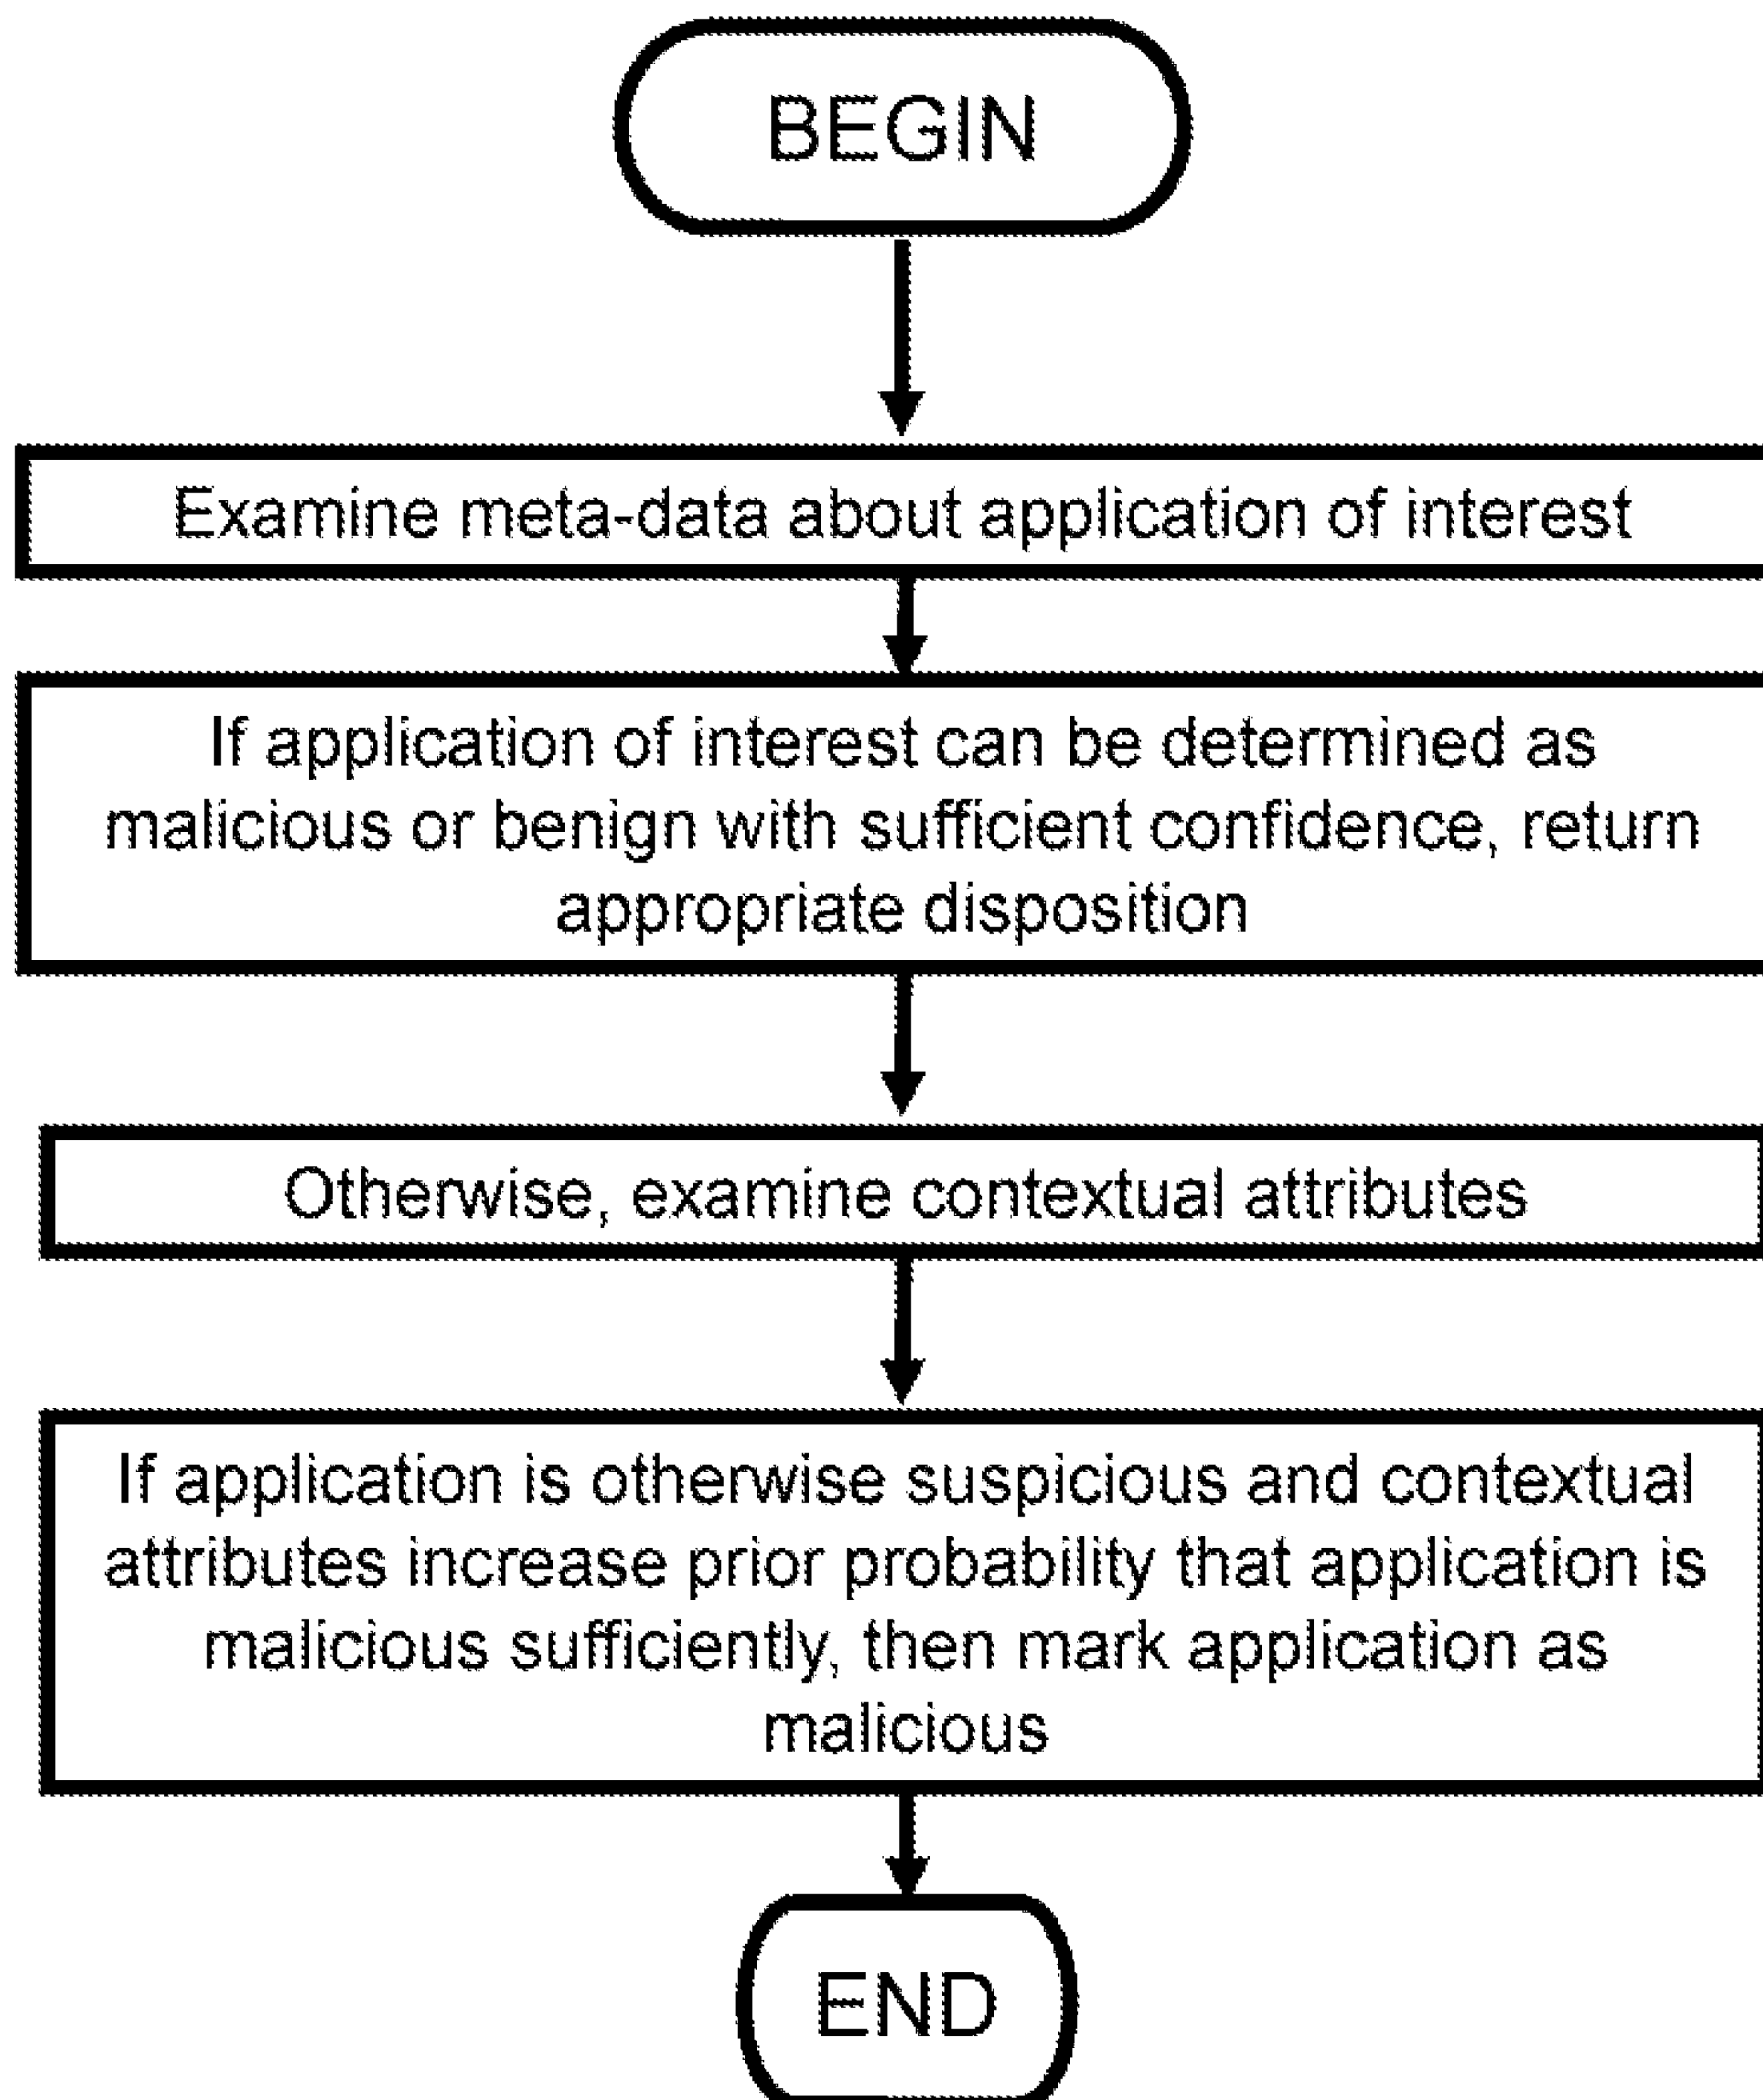 BEGIN
Examine meta-data about application of interest
If application of interest can be determined as
malicious or benign with sufficient confidence, return
appropriate disposition
Otherwise, examine contextual attributes
If application is otherwise suspicious and contextual
attributes increase prior probability that application is
malicious sufficiently, then mark application as
malicious
END